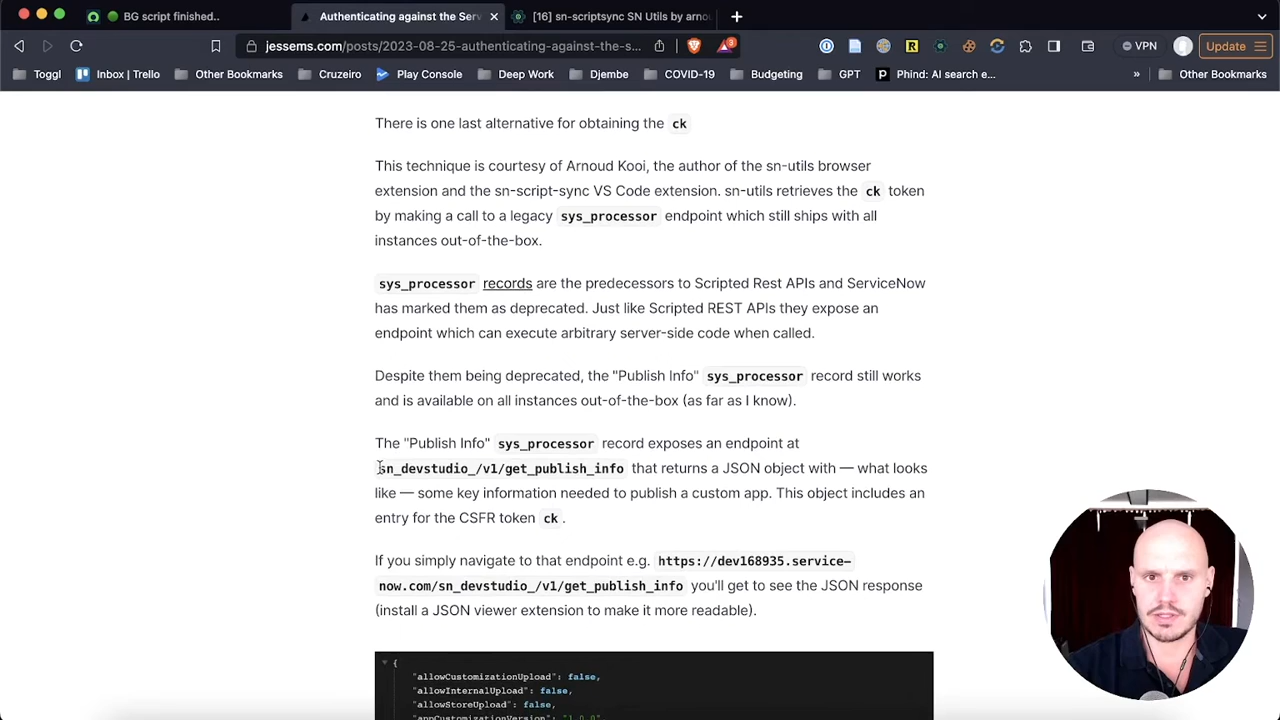 BG script finished..
Authenticating against the Ser
[16] sn-scriptsync SN Utils by arnou
jessems.com/posts/2023-08-25-authenticating-against-the-s...
3
VPN
Update
Toggl
Inbox | Trello
Other Bookmarks
Cruzeiro
Play Console
Deep Work
Djembe
COVID-19
Budgeting
GPT
Phind: AI search e...
»
Other Bookmarks
There is one last alternative for obtaining the ck
This technique is courtesy of Arnoud Kooi, the author of the sn-utils browser
extension and the sn-script-sync VS Code extension. sn-utils retrieves the ck token
by making a call to a legacy sys_processor endpoint which still ships with all
instances out-of-the-box.
sys_processor records are the predecessors to Scripted Rest APIs and ServiceNow
has marked them as deprecated. Just like Scripted REST APIs they expose an
endpoint which can execute arbitrary server-side code when called.
Despite them being deprecated, the "Publish Info" sys_processor record still works
and is available on all instances out-of-the-box (as far as I know).
The "Publish Info" sys_processor record exposes an endpoint at
sn_devstudio_/v1/get_publish_info that returns a JSON object with — what looks
like — some key information needed to publish a custom app. This object includes an
entry for the CSFR token ck.
If you simply navigate to that endpoint e.g. https://dev168935.service-
now.com/sn_devstudio_/v1/get_publish_info you'll get to see the JSON response
(install a JSON viewer extension to make it more readable).
{
"allowCustomizationUpload": false,
"allowInternalUpload": false,
"allowStoreUpload": false,
"appCustomizationVersion": "1.0.0"